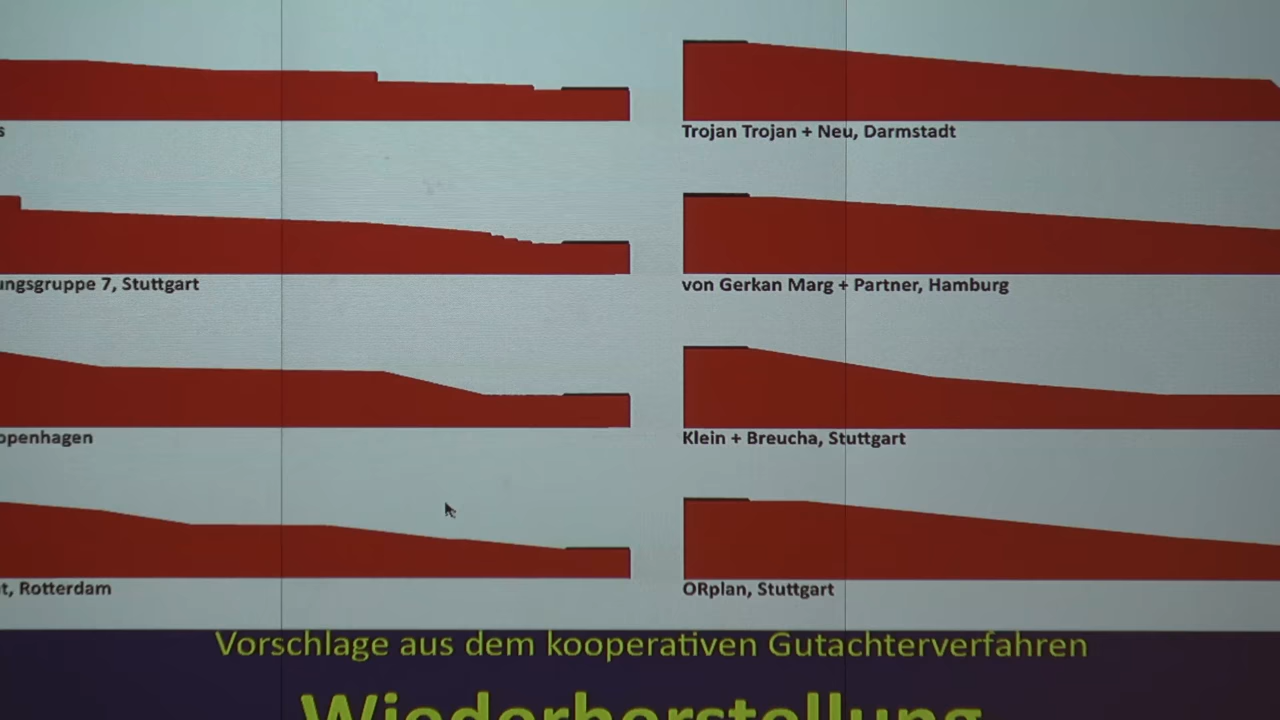 s
Trojan Trojan + Neu, Darmstadt
ungsgruppe 7, Stuttgart
von Gerkan Marg + Partner, Hamburg
openhagen
Klein + Breucha, Stuttgart
t, Rotterdam
ORplan, Stuttgart
Vorschlage aus dem kooperativen Gutachterverfahren
Wiederherstellung